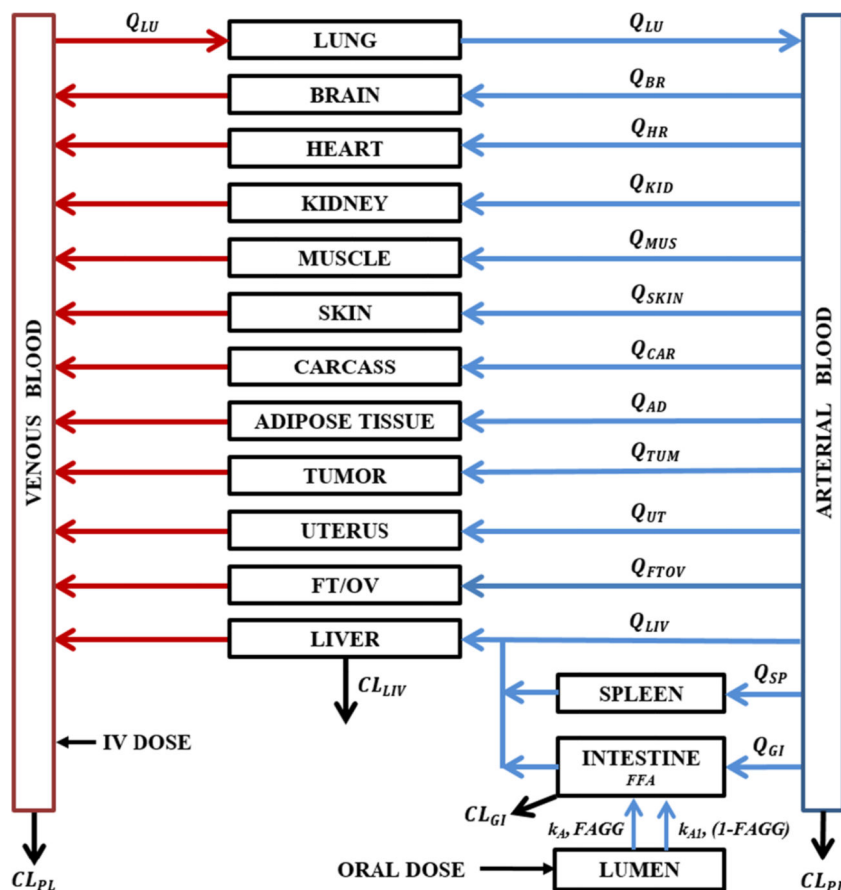 Q_LU
LUNG
Q_LU
BRAIN
Q_BR
HEART
Q_HR
KIDNEY
Q_KID
MUSCLE
Q_MUS
SKIN
Q_SKIN
CARCASS
Q_CAR
ADIPOSE TISSUE
Q_AD
TUMOR
Q_TUM
UTERUS
Q_UT
FT/OV
Q_FTOV
LIVER
Q_LIV
CL_LIV
SPLEEN
Q_SP
IV DOSE
INTESTINE
FFA
Q_GI
CL_GI
k_A, FAGG
k_A1, (1-FAGG)
ORAL DOSE
LUMEN
VENOUS BLOOD
ARTERIAL BLOOD
CL_PL
CL_PL